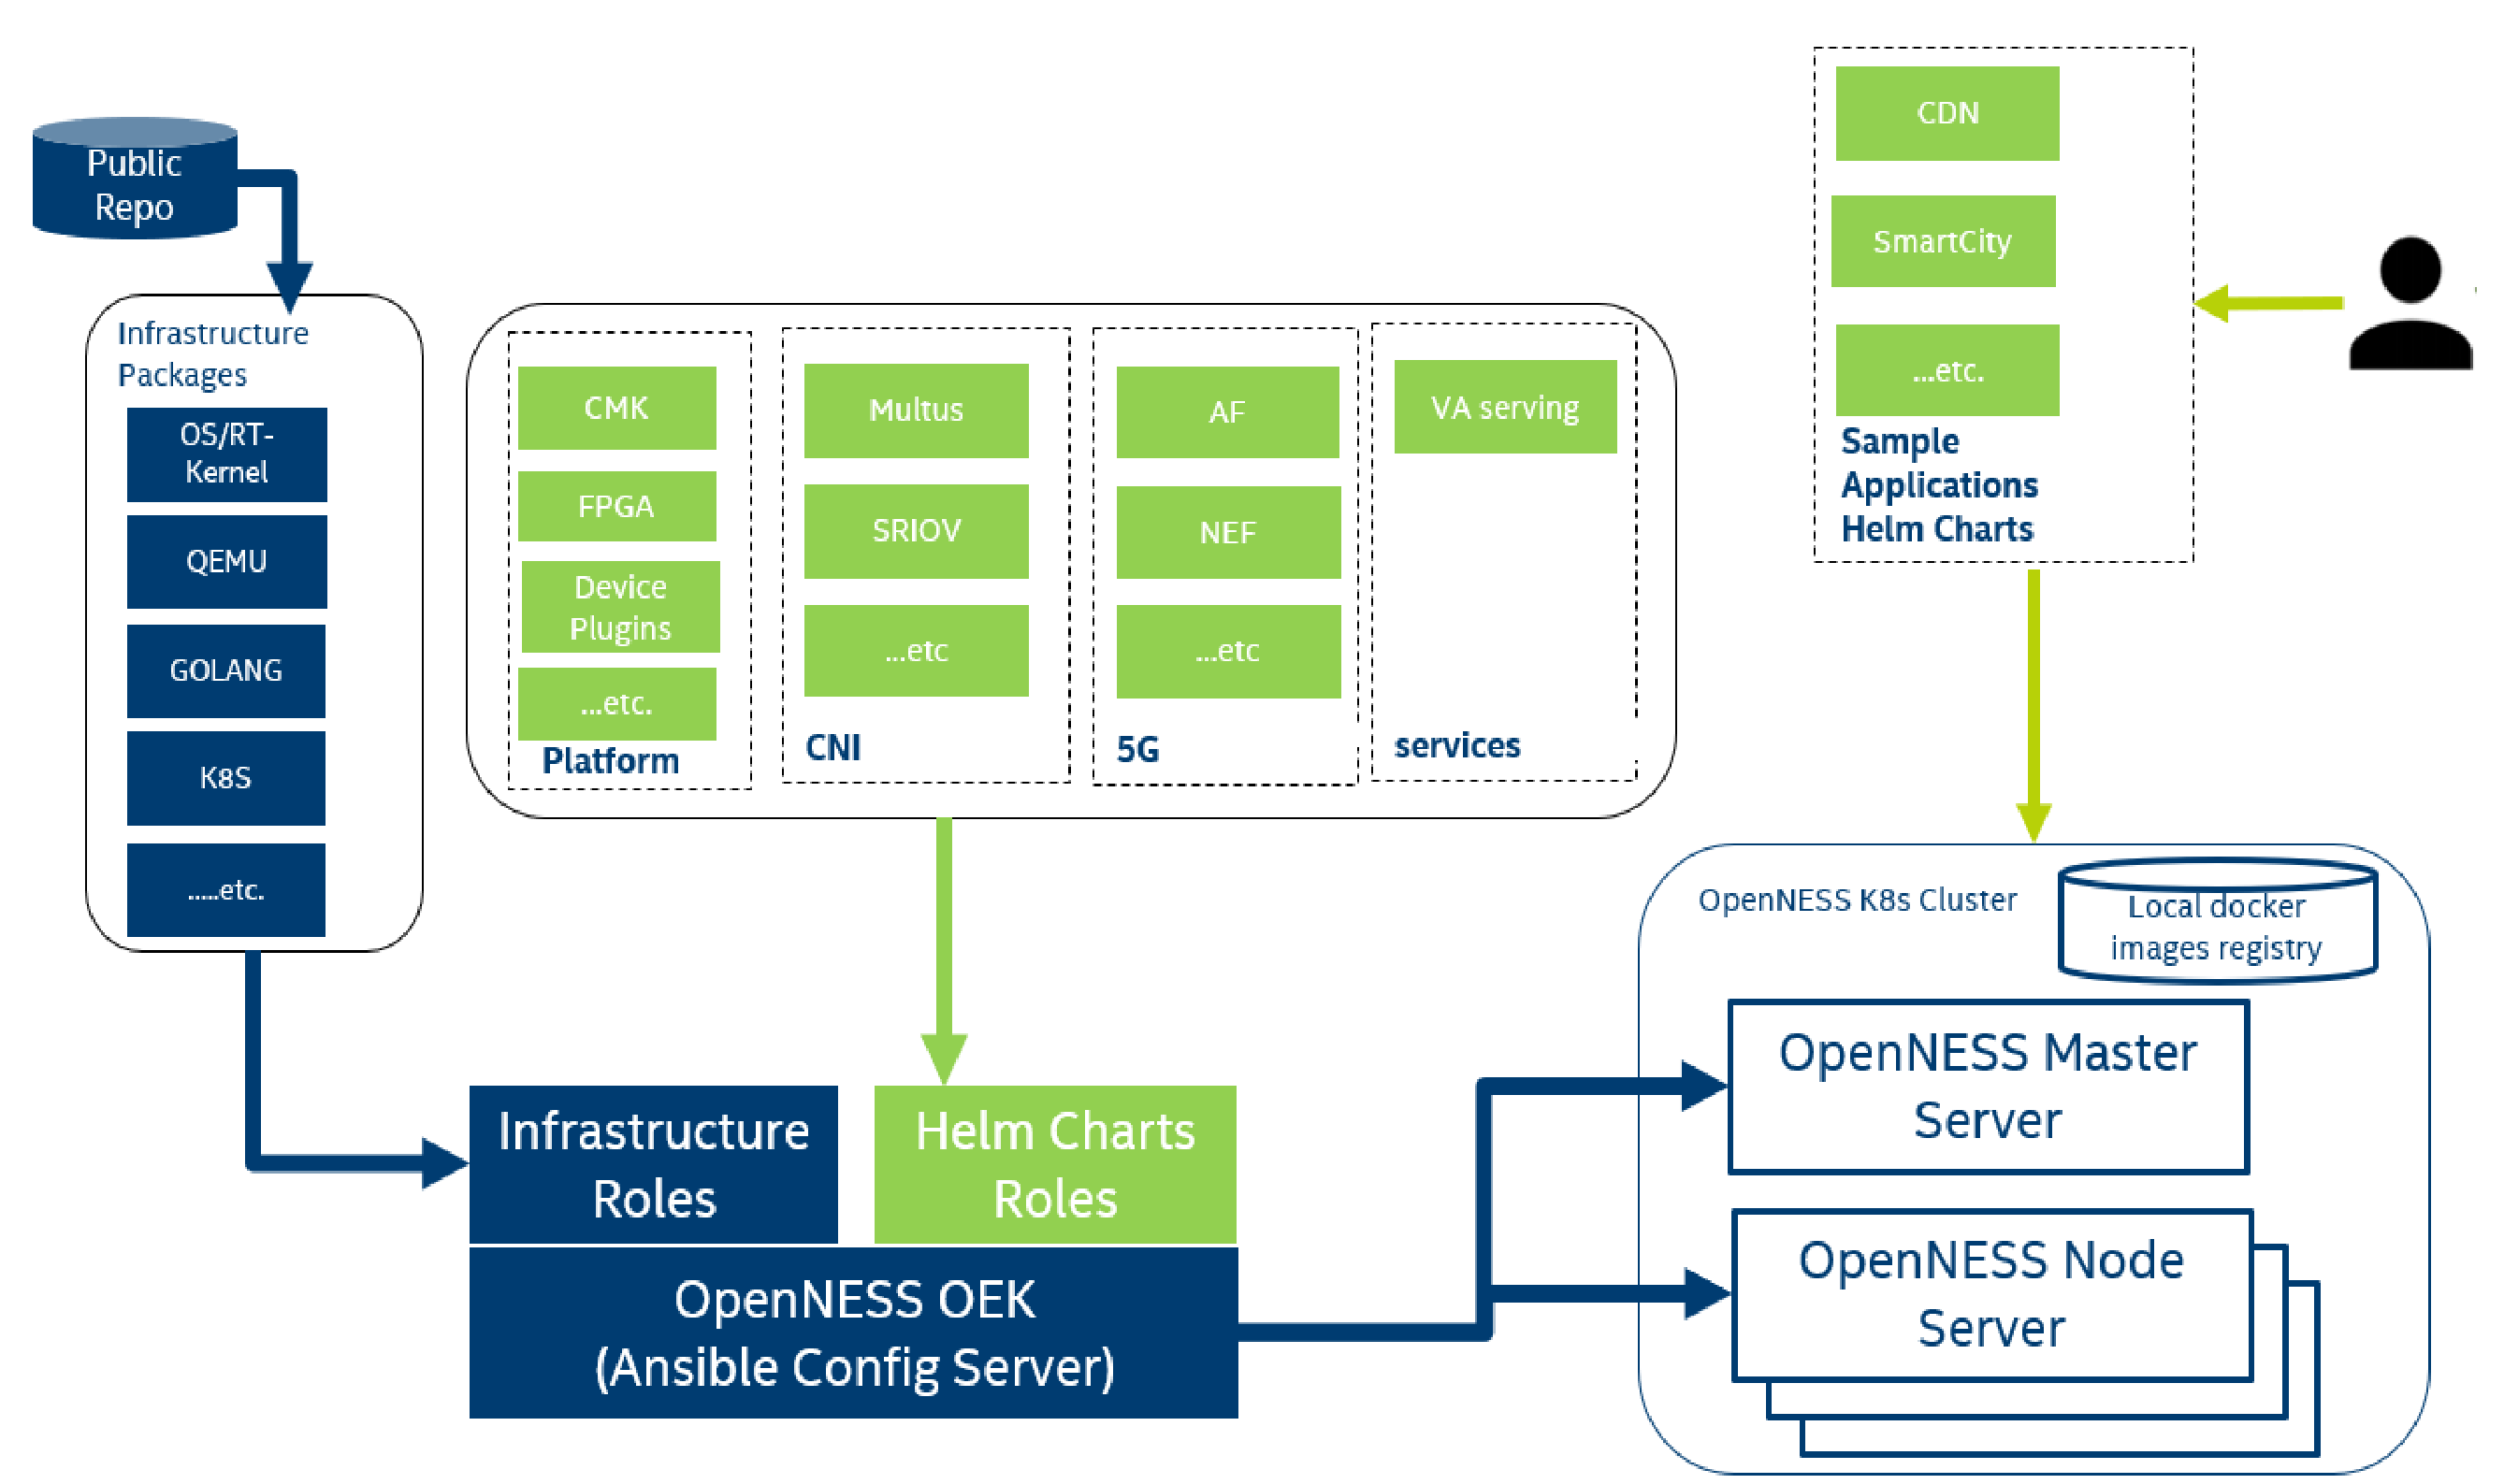 Public
Repo
Infrastructure
Packages
OS/RT-
Kernel
QEMU
GOLANG
K8S
.....etc.
CMK
FPGA
Device
Plugins
...etc.
Platform
Multus
SRIOV
...etc
CNI
AF
NEF
...etc
5G
VA serving
services
CDN
SmartCity
...etc.
Sample
Applications
Helm Charts
Infrastructure
Roles
Helm Charts
Roles
OpenNESS OEK
(Ansible Config Server)
OpenNESS K8s Cluster
Local docker
images registry
OpenNESS Master
Server
OpenNESS Node
Server